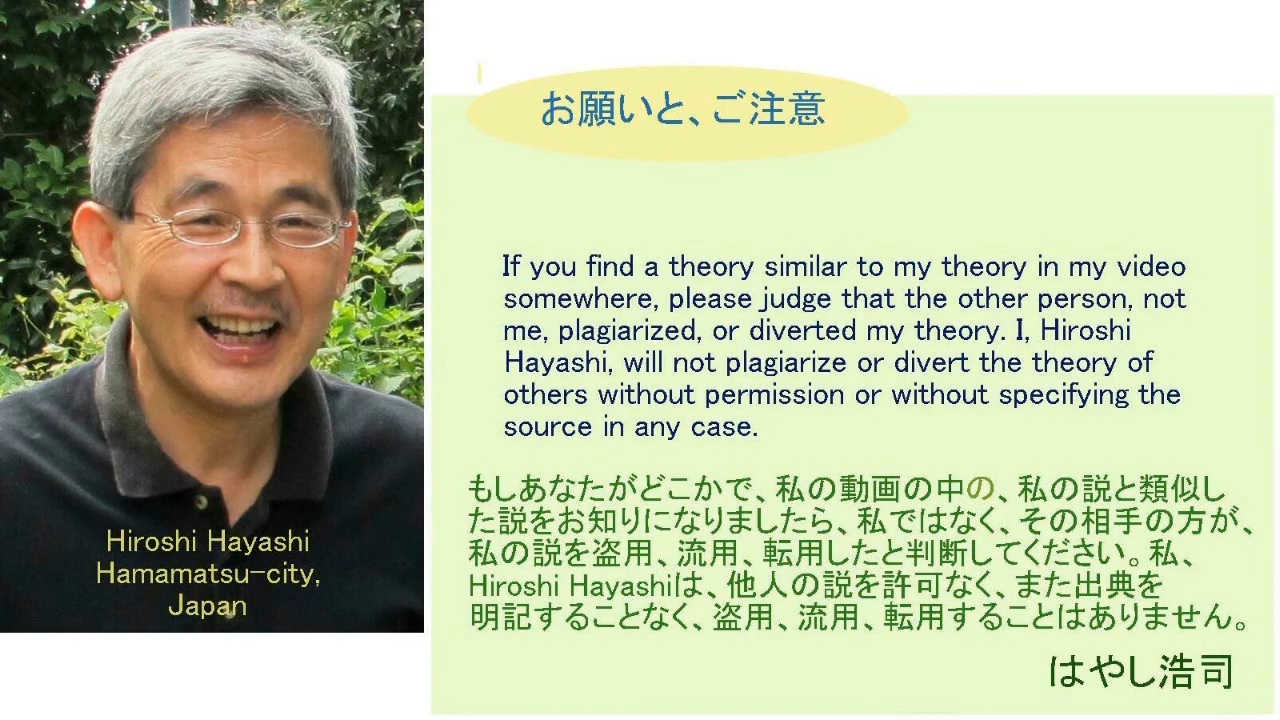 お願いと、ご注意
If you find a theory similar to my theory in my video
somewhere, please judge that the other person, not
me, plagiarized, or diverted my theory. I, Hiroshi
Hayashi, will not plagiarize or divert the theory of
others without permission or without specifying the
source in any case.
もしあなたがどこかで、私の動画の中の、私の説と類似し
た説をお知りになりましたら、私ではなく、その相手の方が、
私の説を盗用、流用、転用したと判断してください。私、
Hiroshi Hayashiは、他人の説を許可なく、また出典を
明記することなく、盗用、流用、転用することはありません。
はやし浩司
Hiroshi Hayashi
Hamamatsu-city,
Japan